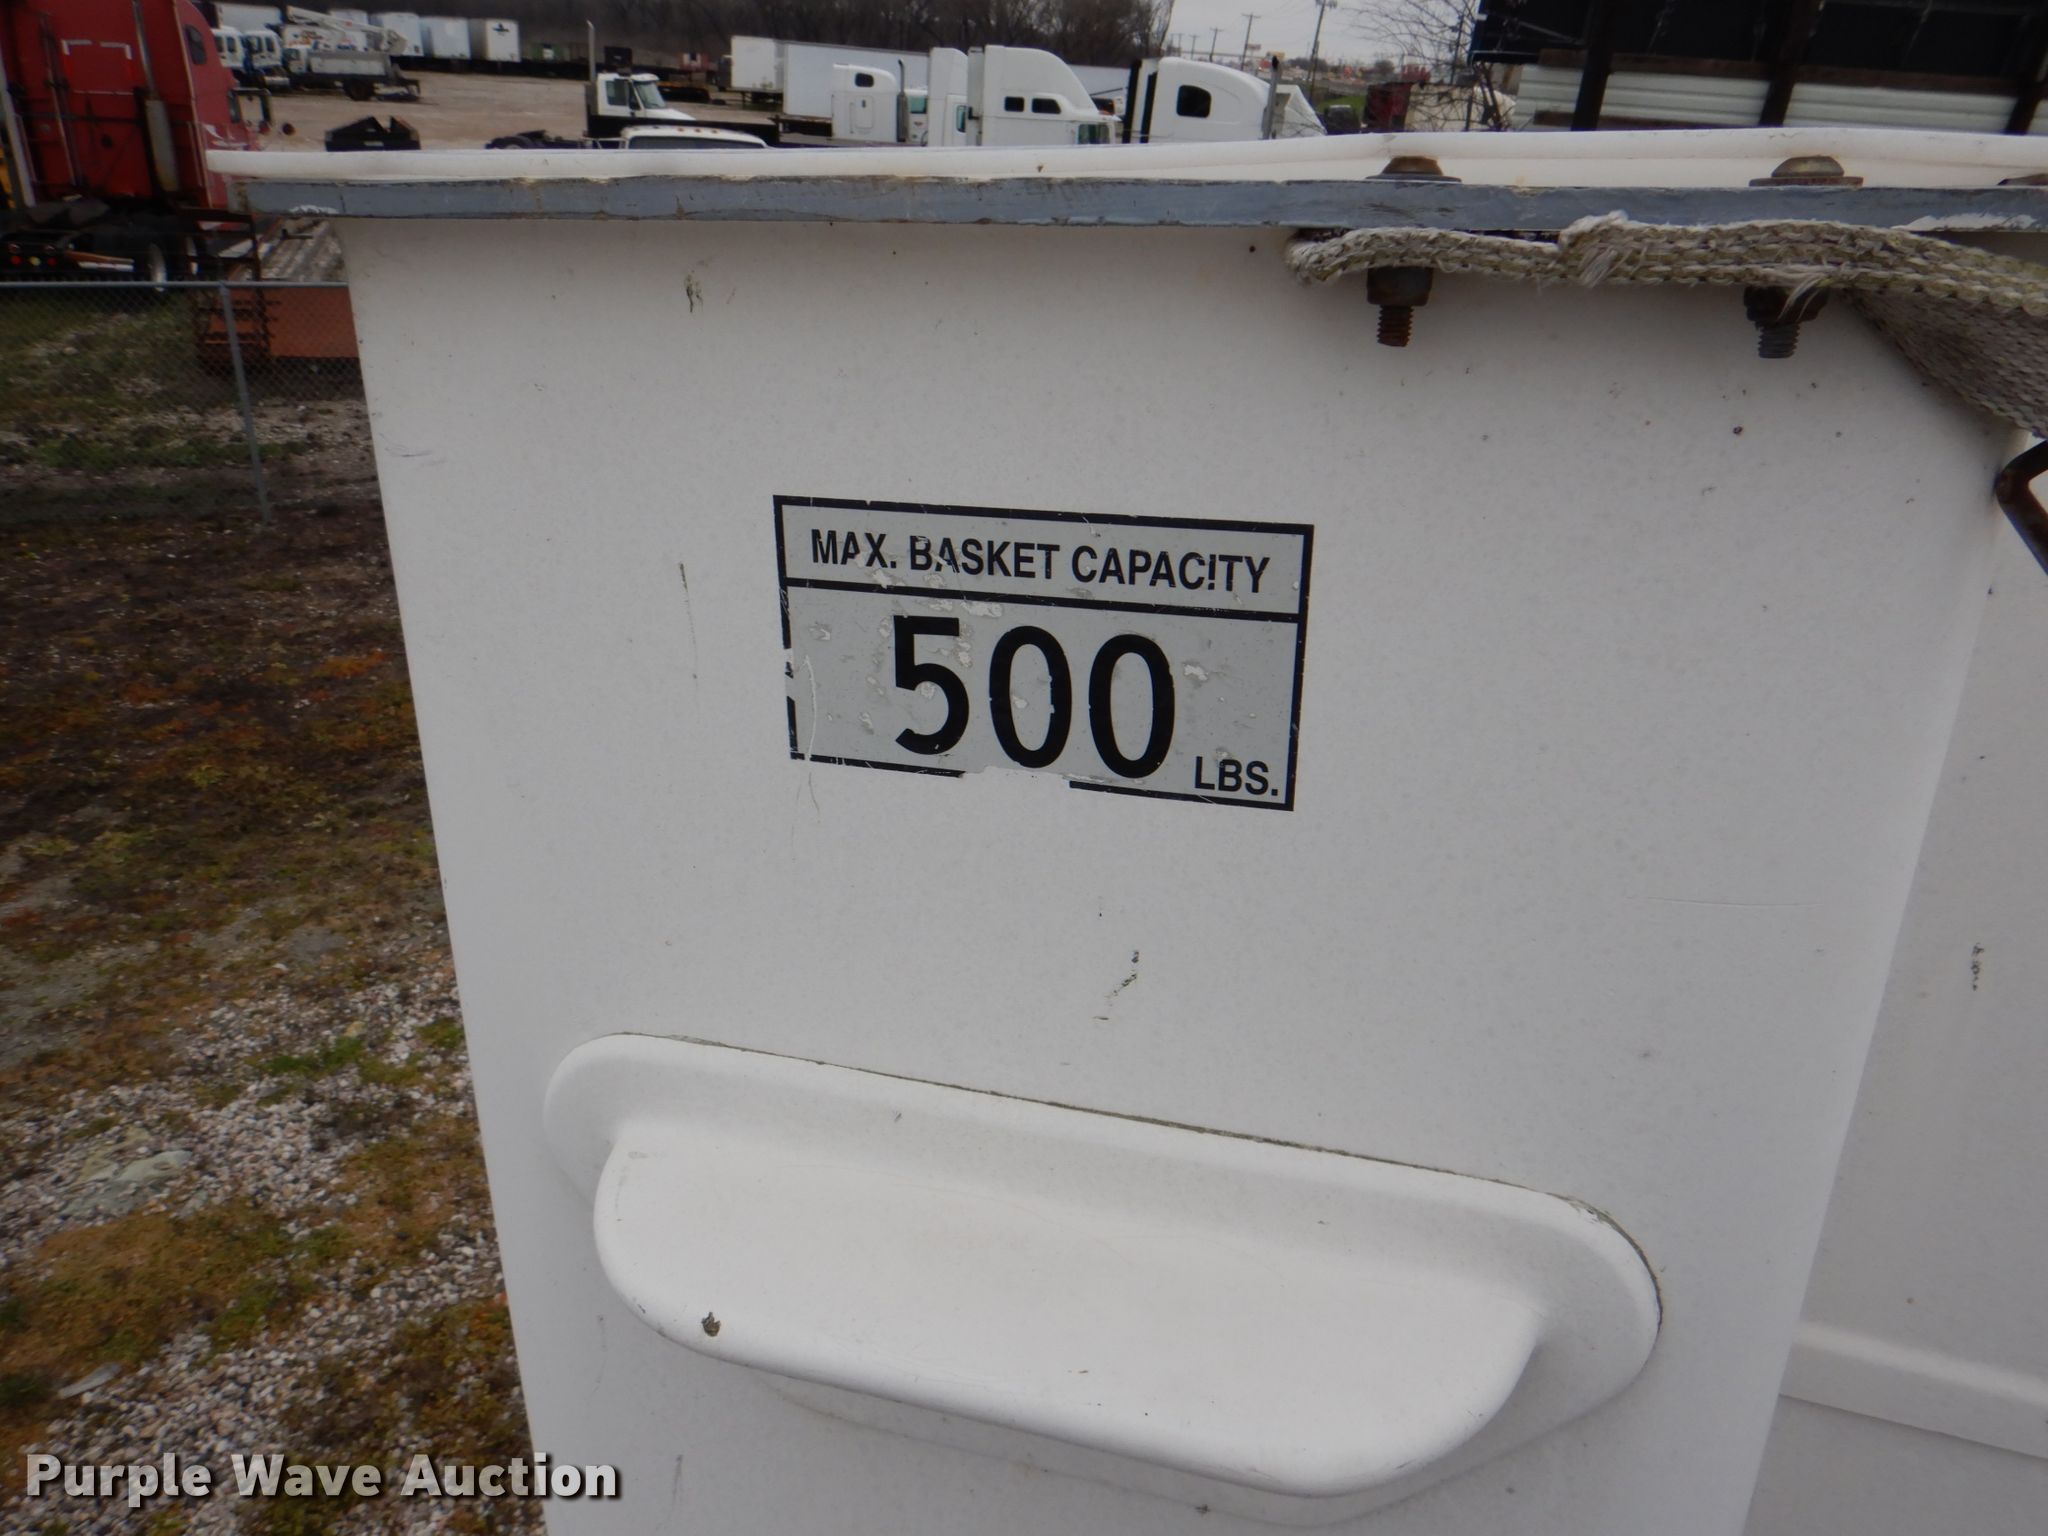 MAX. BASKET CAPACITY
500 LBS.
Purple Wave Auction